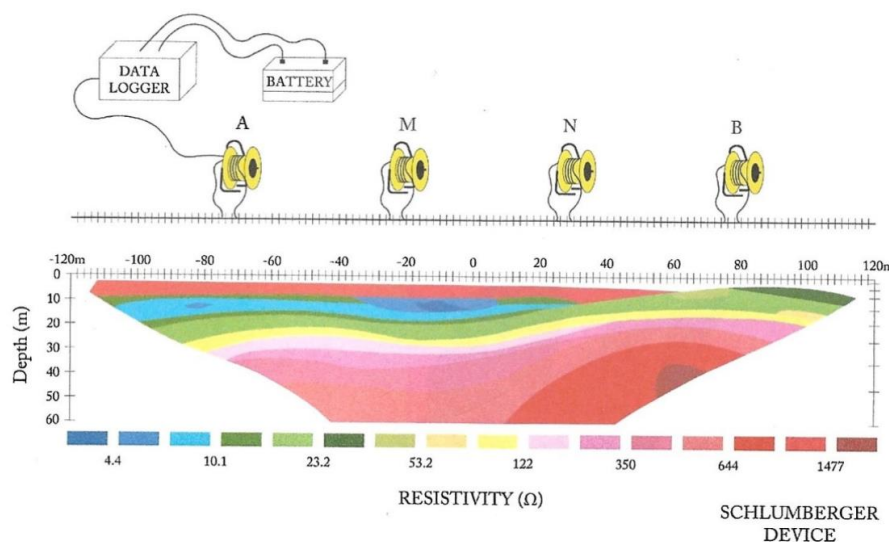 DATA
LOGGER
BATTERY
A M N B
-120m -100 -80 -60 -40 -20 0 20 40 60 80 100 120m
0
10
20
30
40
50
60
Depth (m)
4.4 10.1 23.2 53.2 122 350 644 1477
RESISTIVITY (Ω)
SCHLUMBERGER
DEVICE